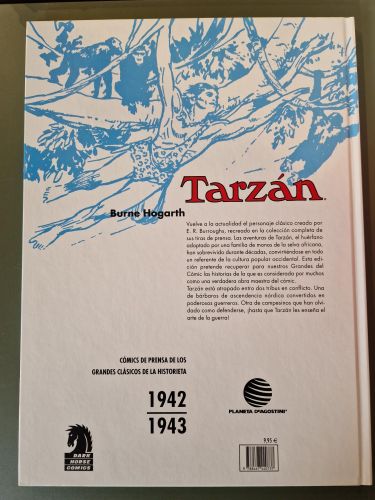 Tarzán
Burne Hogarth
Vuelve a la actualidad el personaje clásico creado por
E. R. Burroughs, recreado en la colección completa de
sus tiras de prensa. Las aventuras de Tarzán, el huérfano
adoptado por una familia de monos de la selva africana,
han sobrevivido durante décadas, convirtiéndose en todo
un referente de la cultura popular occidental. Esta edi
ción pretende recuperar para nuestros Grandes del
Cómic las historias de la que es considerada por muchos
como una verdadera obra maestra del cómic.
Tarzán está atrapado entre dos tribus en conflicto. Una
de bárbaros de ascendencia nórdica convertidos en
poderosos guerreros. Otra de campesinos que han olvi-
dado como defenderse, ¡hasta que Tarzán les enseña el
arte de la guerra!
CÓMICS DE PRENSA DE LOS
GRANDES CLÁSICOS DE LA HISTORIETA
1942
1943
PLANETA DeAGOSTINI
DARK
HORSE
COMICS
9,95 €